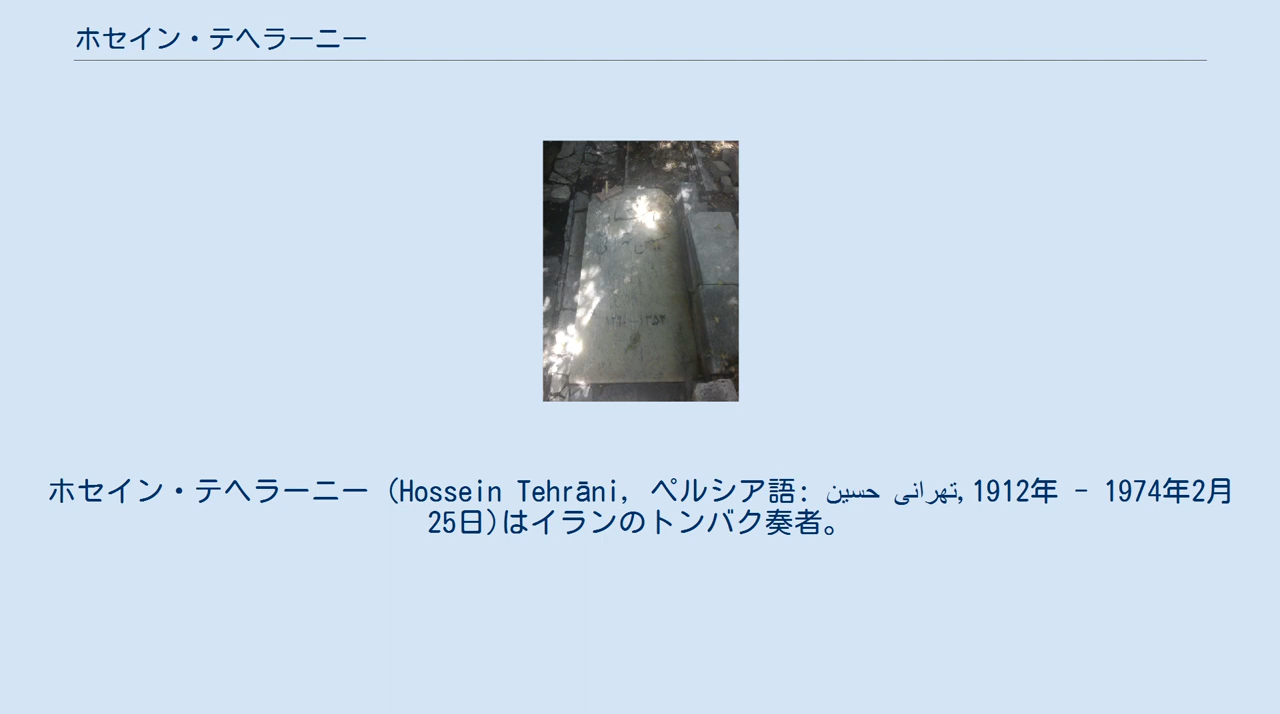 ホセイン・テヘラーニー
ホセイン・テヘラーニー (Hossein Tehrāni, ペルシア語: تهرانی حسین, 1912年 - 1974年2月
25日)はイランのトンバク奏者。